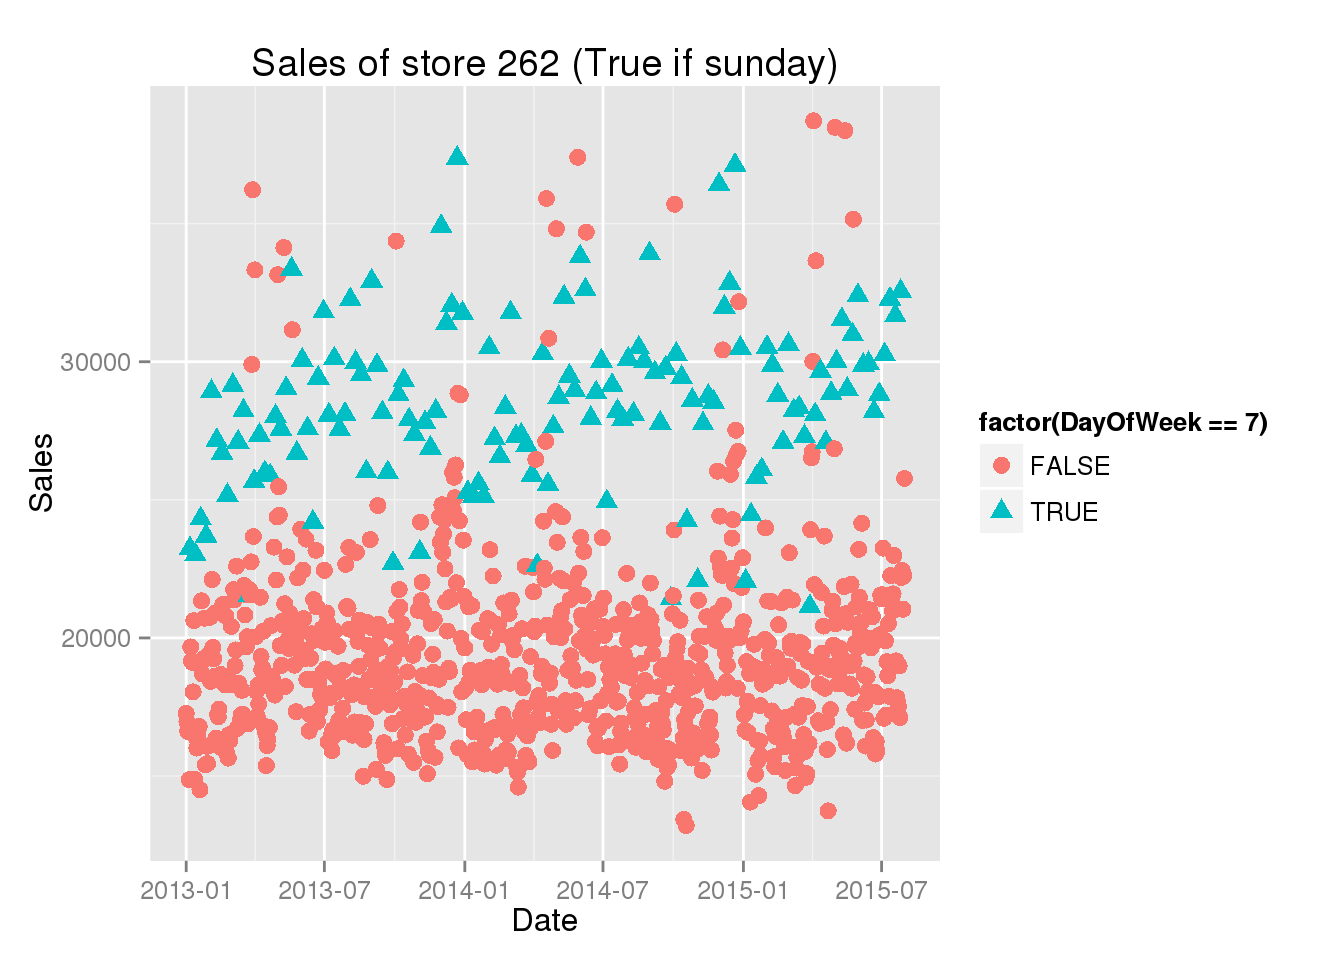 Sales of store 262 (True if sunday)
Sales
30000
20000
2013-01 2013-07 2014-01 2014-07 2015-01 2015-07
Date
factor(DayOfWeek == 7)
FALSE
TRUE